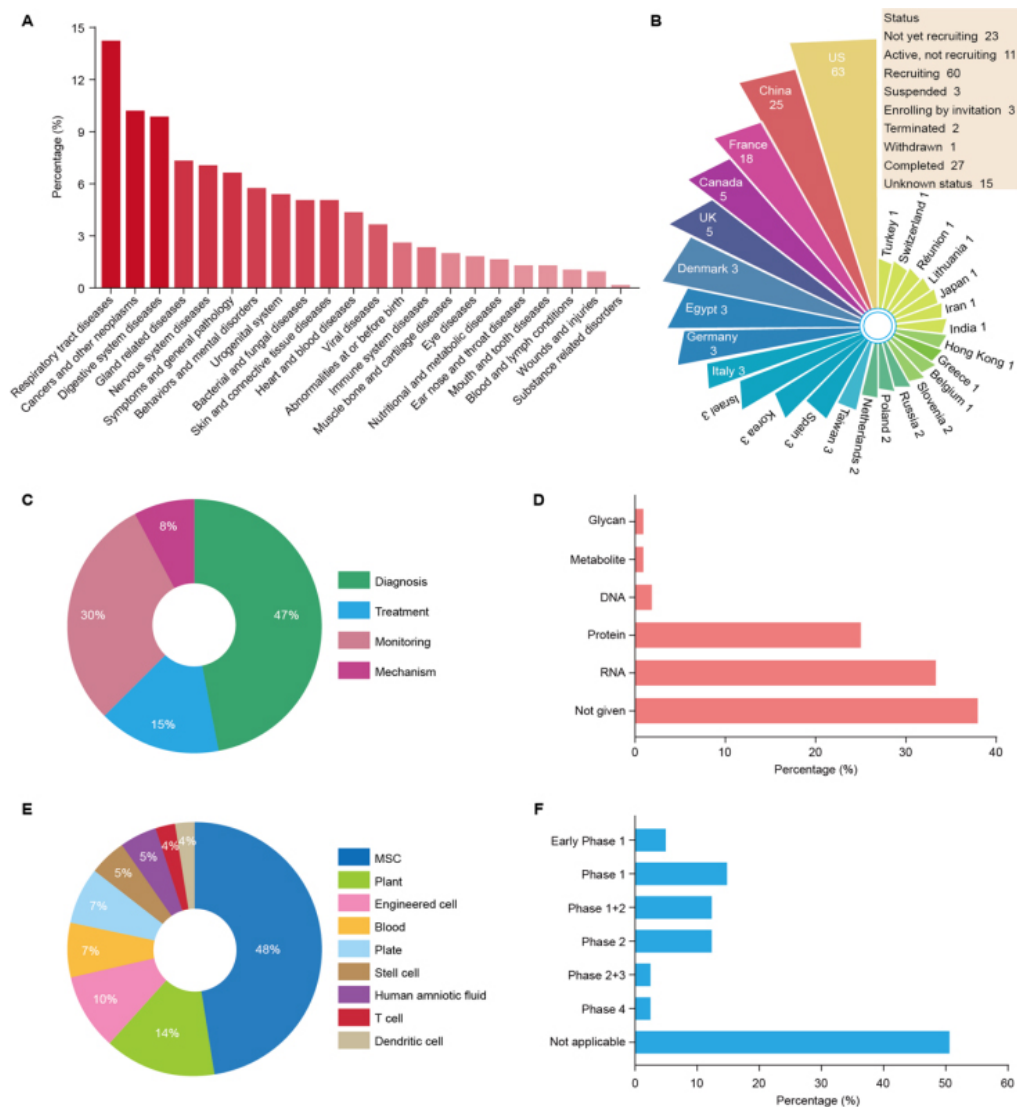 A
Percentage (%)
15
12
9
6
3
0
Respiratory tract diseases
Cancers and other neoplasms
Digestive system diseases
Gland related diseases
Nervous system diseases
Symptoms and general pathology
Behaviors and mental disorders
Urogenital system
Bacterial and fungal diseases
Skin and connective tissue diseases
Heart and blood diseases
Viral diseases
Abnormalities at or before birth
Immune system diseases
Muscle bone and cartilage diseases
Eye diseases
Nutritional and metabolic diseases
Ear nose and throat diseases
Mouth and tooth diseases
Blood and lymph conditions
Wounds and injuries
Substance related disorders
B
Status
Not yet recruiting 23
Active, not recruiting 11
Recruiting 60
Suspended 3
Enrolling by invitation 3
Terminated 2
Withdrawn 1
Completed 27
Unknown status 15
US
63
China
25
France
18
Canada
5
UK
5
Denmark 3
Egypt 3
Germany
3
Italy 3
Israel 3
Korea 3
Spain 3
Taiwan 3
Netherlands 2
Poland 2
Russia 2
Slovenia 2
Belgium 1
Greece 1
Hong Kong 1
India 1
Iran 1
Japan 1
Lithuania 1
Réunion 1
Switzerland 1
Turkey 1
C
8%
47%
30%
15%
Diagnosis
Treatment
Monitoring
Mechanism
D
Glycan
Metabolite
DNA
Protein
RNA
Not given
0
10
20
30
40
Percentage (%)
E
4%
4%
5%
5%
7%
7%
10%
14%
48%
MSC
Plant
Engineered cell
Blood
Plate
Stell cell
Human amniotic fluid
T cell
Dendritic cell
F
Early Phase 1
Phase 1
Phase 1+2
Phase 2
Phase 2+3
Phase 4
Not applicable
0
10
20
30
40
50
60
Percentage (%)